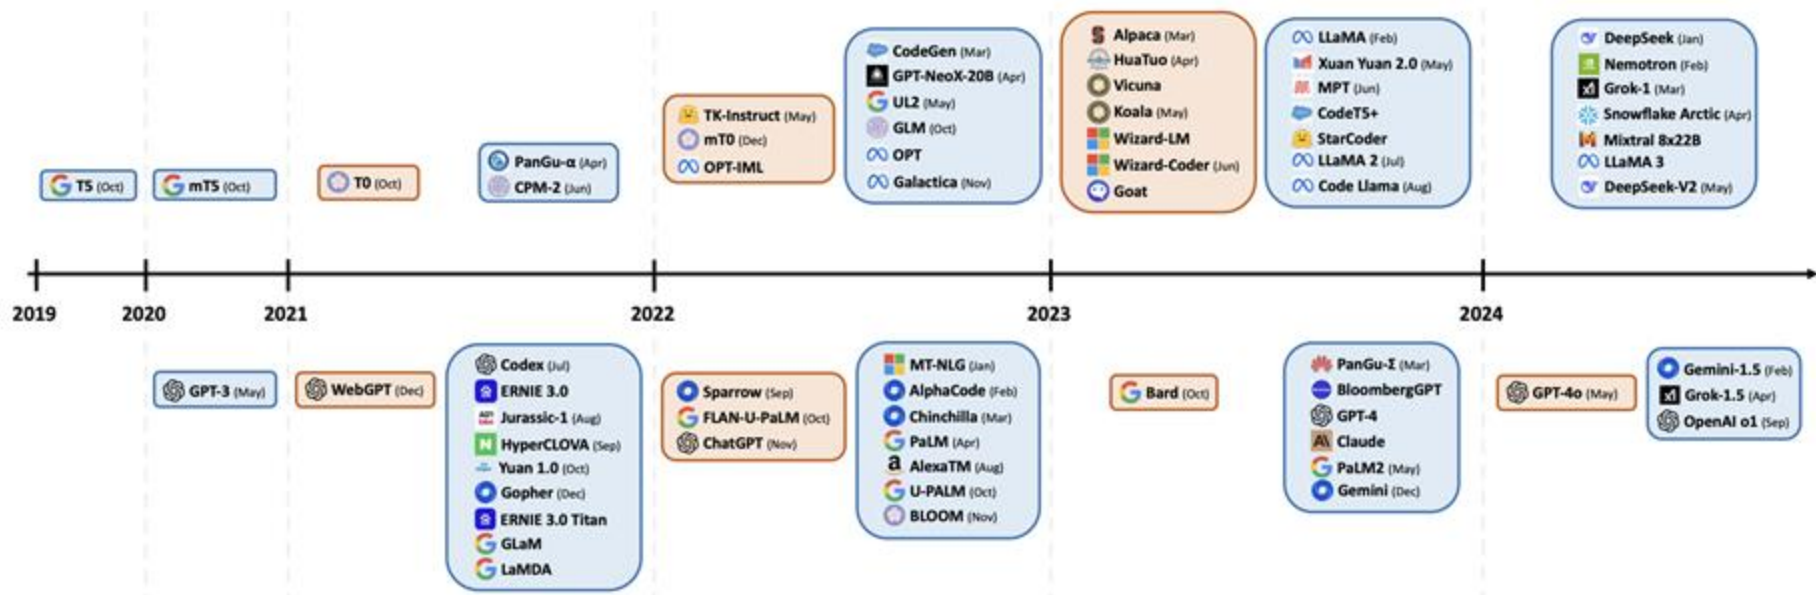 T5 (Oct)
mT5 (Oct)
T0 (Oct)
PanGu-α (Apr)
CPM-2 (Jun)
TK-Instruct (May)
mT0 (Dec)
OPT-IML
CodeGen (Mar)
GPT-NeoX-20B (Apr)
UL2 (May)
GLM (Oct)
OPT
Galactica (Nov)
Alpaca (Mar)
HuaTuo (Apr)
Vicuna
Koala (May)
Wizard-LM
Wizard-Coder (Jun)
Goat
LLaMA (Feb)
Xuan Yuan 2.0 (May)
MPT (Jun)
CodeT5+
StarCoder
LLaMA 2 (Jul)
Code Llama (Aug)
DeepSeek (Jan)
Nemotron (Feb)
Grok-1 (Mar)
Snowflake Arctic (Apr)
Mixtral 8x22B
LLaMA 3
DeepSeek-V2 (May)
2019
2020
2021
2022
2023
2024
GPT-3 (May)
WebGPT (Dec)
Codex (Jul)
ERNIE 3.0
Jurassic-1 (Aug)
HyperCLOVA (Sep)
Yuan 1.0 (Oct)
Gopher (Dec)
ERNIE 3.0 Titan
GLaM
LaMDA
Sparrow (Sep)
FLAN-U-PaLM (Oct)
ChatGPT (Nov)
MT-NLG (Jan)
AlphaCode (Feb)
Chinchilla (Mar)
PaLM (Apr)
AlexaTM (Aug)
U-PALM (Oct)
BLOOM (Nov)
Bard (Oct)
PanGu-Σ (Mar)
BloombergGPT
GPT-4
Claude
PaLM2 (May)
Gemini (Dec)
GPT-4o (May)
Gemini-1.5 (Feb)
Grok-1.5 (Apr)
OpenAI o1 (Sep)